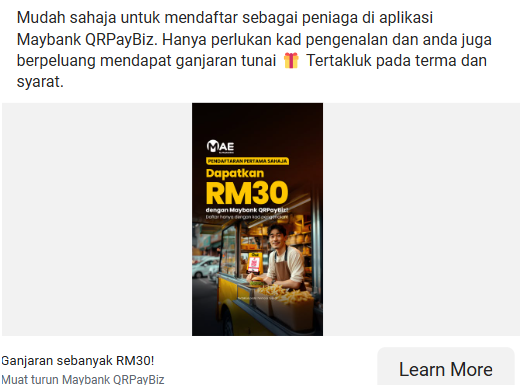 Mudah sahaja untuk mendaftar sebagai peniaga di aplikasi
Maybank QRPayBiz. Hanya perlukan kad pengenalan dan anda juga
berpeluang mendapat ganjaran tunai 🎁 Tertakluk pada terma dan
syarat.
MAE
PENDAFTARAN PERTAMA SAHAJA
Dapatkan
RM30
dengan Maybank QRPayBiz!
Daftar hanya dengan kad pengenalan
Ganjaran sebanyak RM30!
Muat turun Maybank QRPayBiz
Learn More